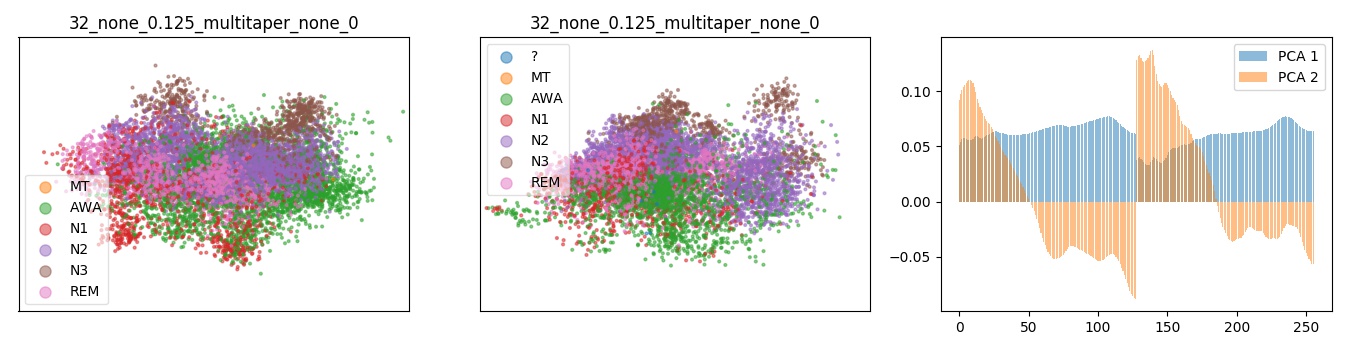 32_none_0.125_multitaper_none_0
MT
AWA
N1
N2
N3
REM
32_none_0.125_multitaper_none_0
?
MT
AWA
N1
N2
N3
REM
PCA 1
PCA 2
0.10
0.05
0.00
−0.05
0 50 100 150 200 250